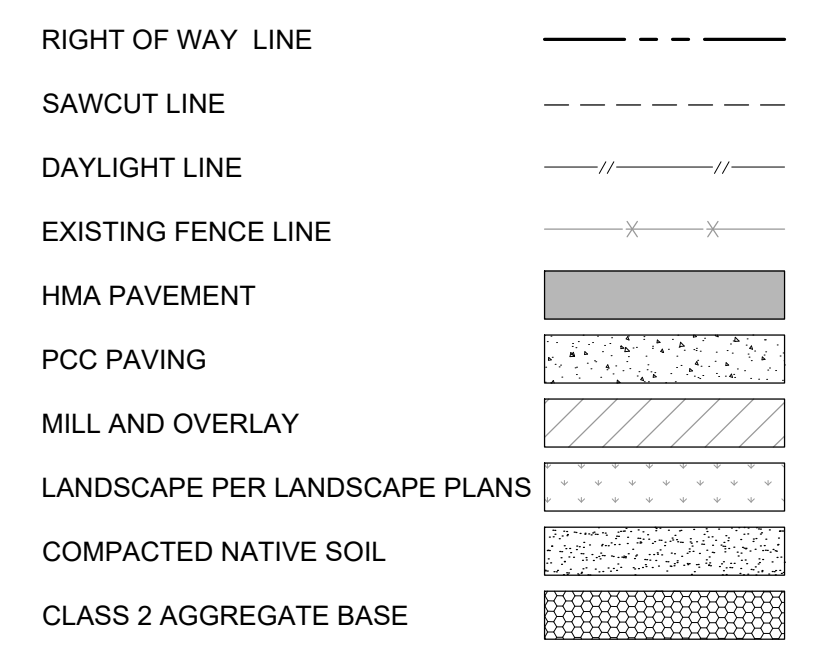 RIGHT OF WAY LINE
SAWCUT LINE
DAYLIGHT LINE
EXISTING FENCE LINE
HMA PAVEMENT
PCC PAVING
MILL AND OVERLAY
LANDSCAPE PER LANDSCAPE PLANS
COMPACTED NATIVE SOIL
CLASS 2 AGGREGATE BASE